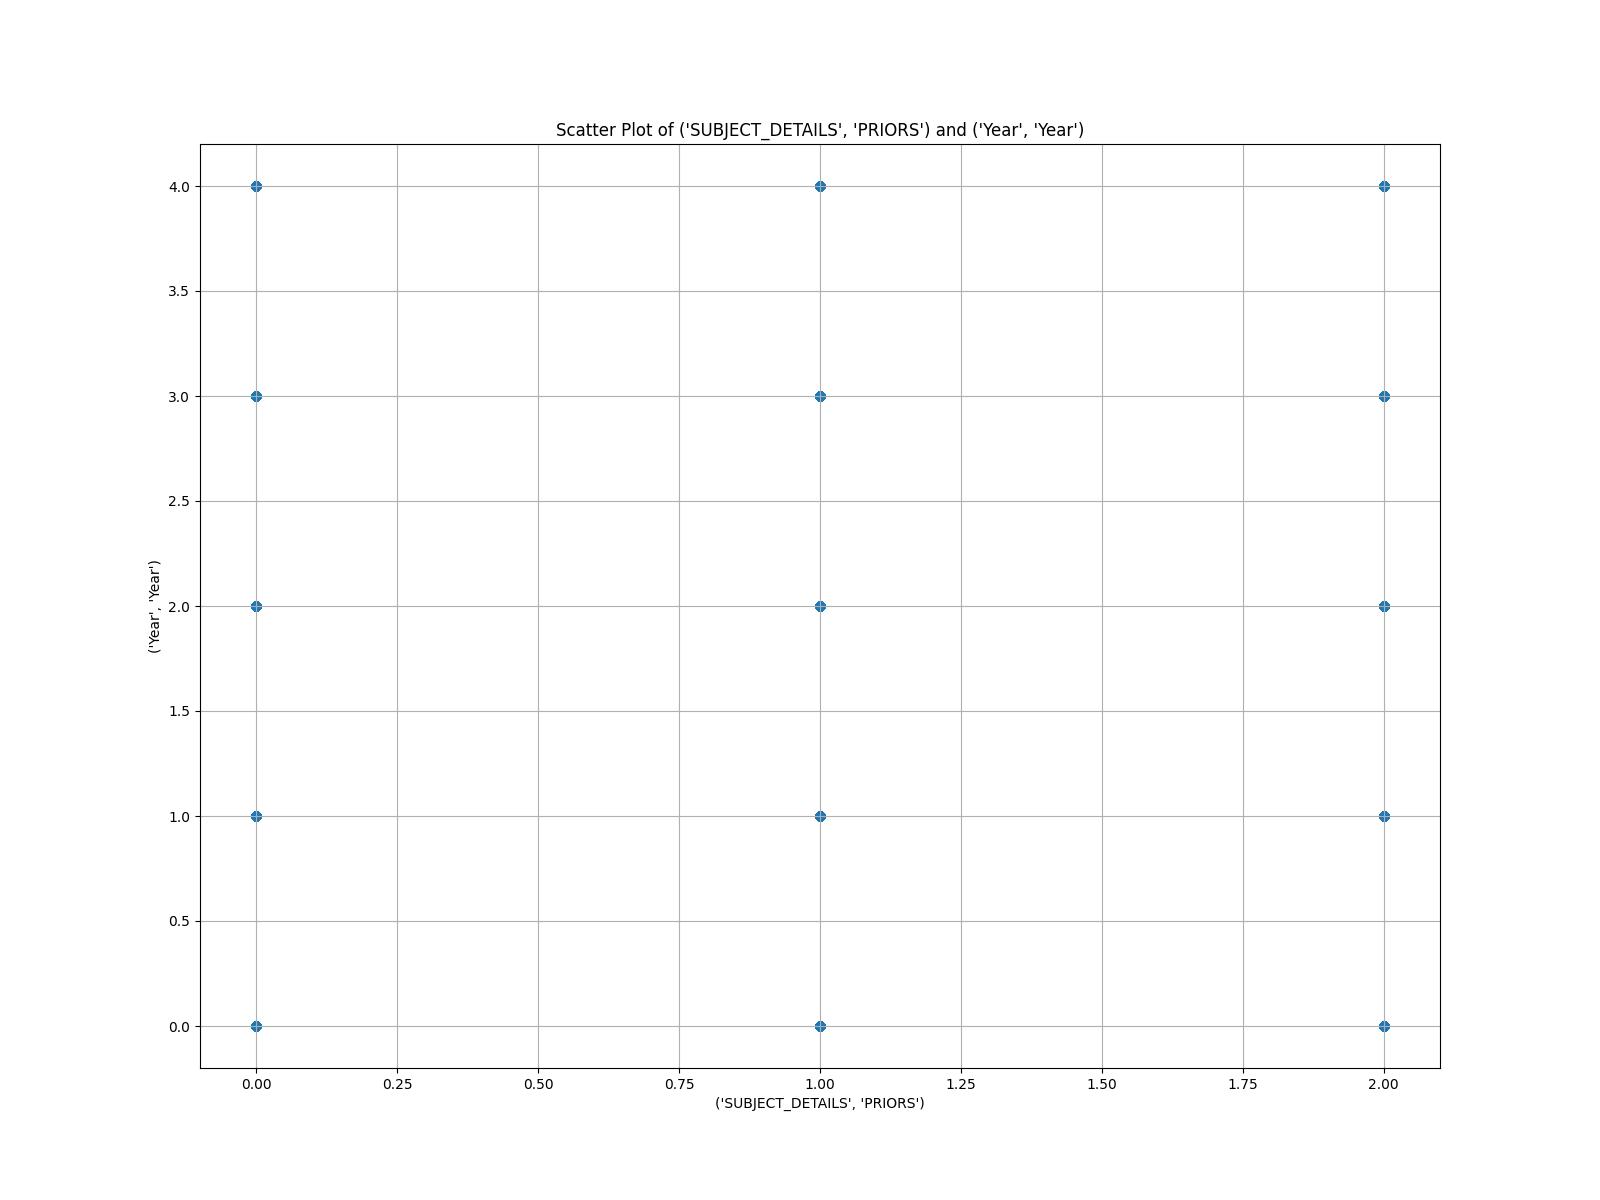 Scatter Plot of ('SUBJECT_DETAILS', 'PRIORS') and ('Year', 'Year')
4.0
3.5
3.0
2.5
2.0
1.5
1.0
0.5
0.0
('Year', 'Year')
0.00 0.25 0.50 0.75 1.00 1.25 1.50 1.75 2.00
('SUBJECT_DETAILS', 'PRIORS')